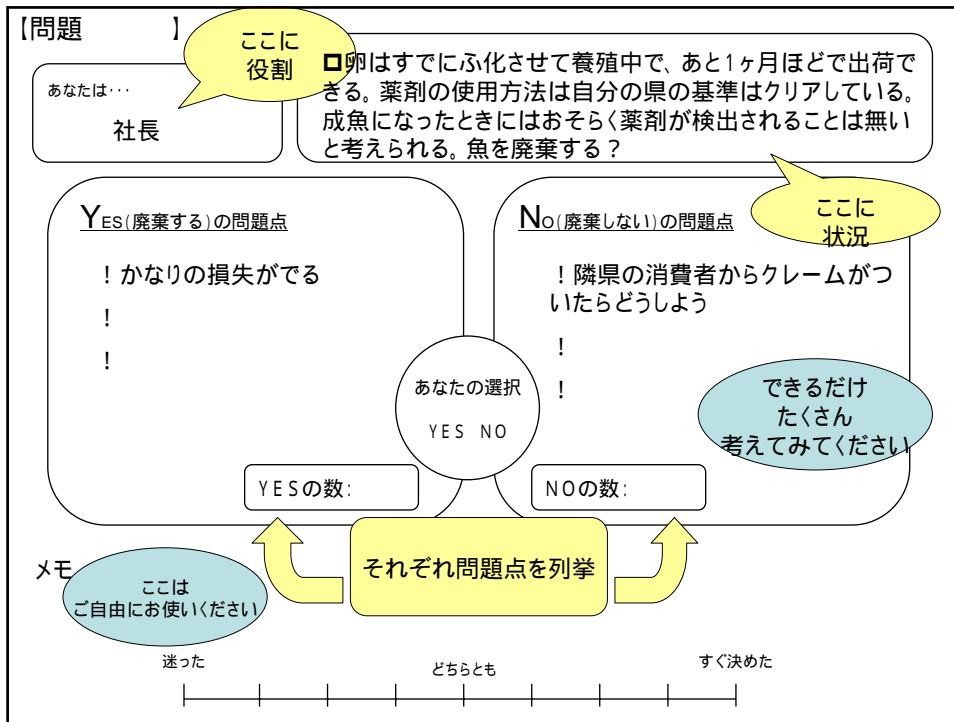 【問題　　　　】
ここに
役割
あなたは…
社長
□卵はすでにふ化させて養殖中で、あと1ヶ月ほどで出荷で
きる。薬剤の使用方法は自分の県の基準はクリアしている。
成魚になったときにはおそらく薬剤が検出されることは無い
と考えられる。魚を廃棄する？
ここに
状況
YES(廃棄する)の問題点
！かなりの損失がでる
！
！
NO(廃棄しない)の問題点
！隣県の消費者からクレームがつ
いたらどうしよう
！
！
あなたの選択
YES NO
できるだけ
たくさん
考えてみてください
YESの数:
NOの数:
それぞれ問題点を列挙
メモ
ここは
ご自由にお使いください
迷った
どちらとも
すぐ決めた